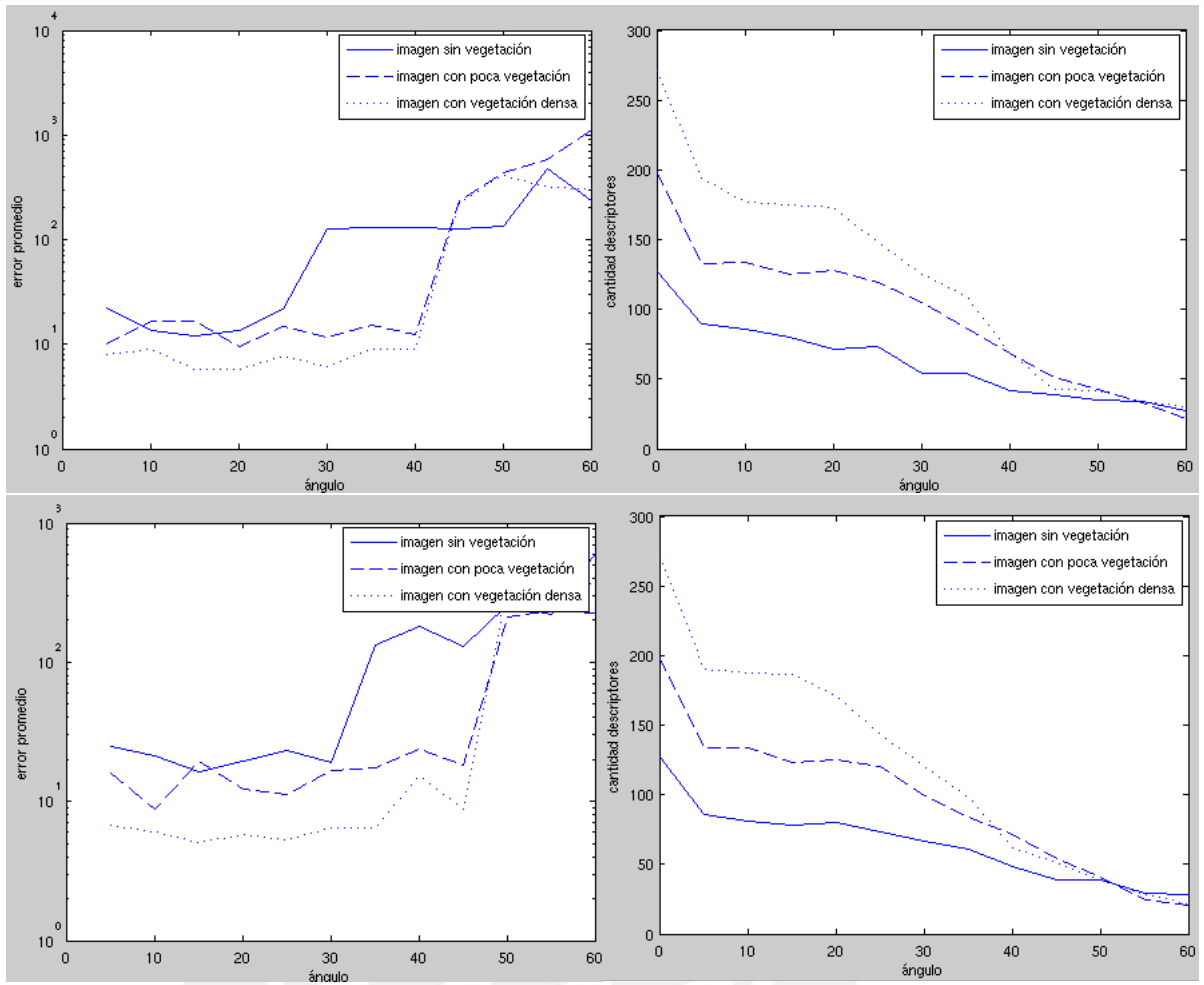 10 4
10 3
10 2
10 1
10 0
error promedio
0 10 20 30 40 50 60
ángulo
imagen sin vegetación
imagen con poca vegetación
imagen con vegetación densa
300
250
200
150
100
50
0
cantidad descriptores
0 10 20 30 40 50 60
ángulo
imagen sin vegetación
imagen con poca vegetación
imagen con vegetación densa
10 3
10 2
10 1
10 0
error promedio
0 10 20 30 40 50 60
ángulo
imagen sin vegetación
imagen con poca vegetación
imagen con vegetación densa
300
250
200
150
100
50
0
cantidad descriptores
0 10 20 30 40 50 60
ángulo
imagen sin vegetación
imagen con poca vegetación
imagen con vegetación densa